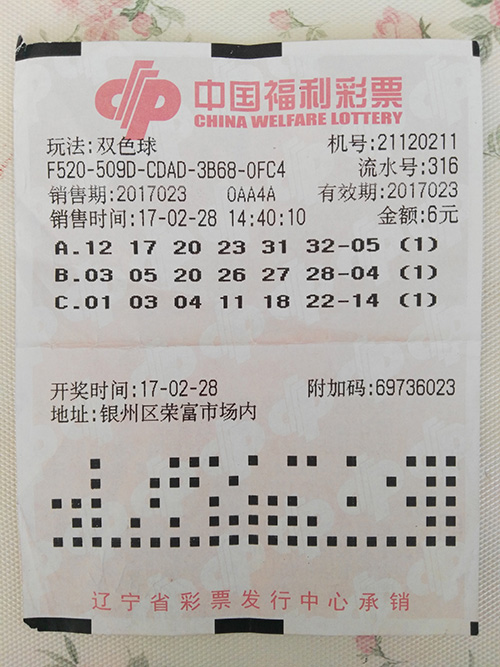 中国福利彩票
CHINA WELFARE LOTTERY
玩法:双色球 机号:21120211
F520-509D-CDAD-3B68-0FC4 流水号:316
销售期:2017023 0AA4A 有效期:2017023
销售时间:17-02-28 14:40:10 金额:6元
A.12 17 20 23 31 32-05 (1)
B.03 05 20 26 27 28-04 (1)
C.01 03 04 11 18 22-14 (1)
开奖时间:17-02-28 附加码:69736023
地址:银州区荣富市场内
辽宁省彩票发行中心承销